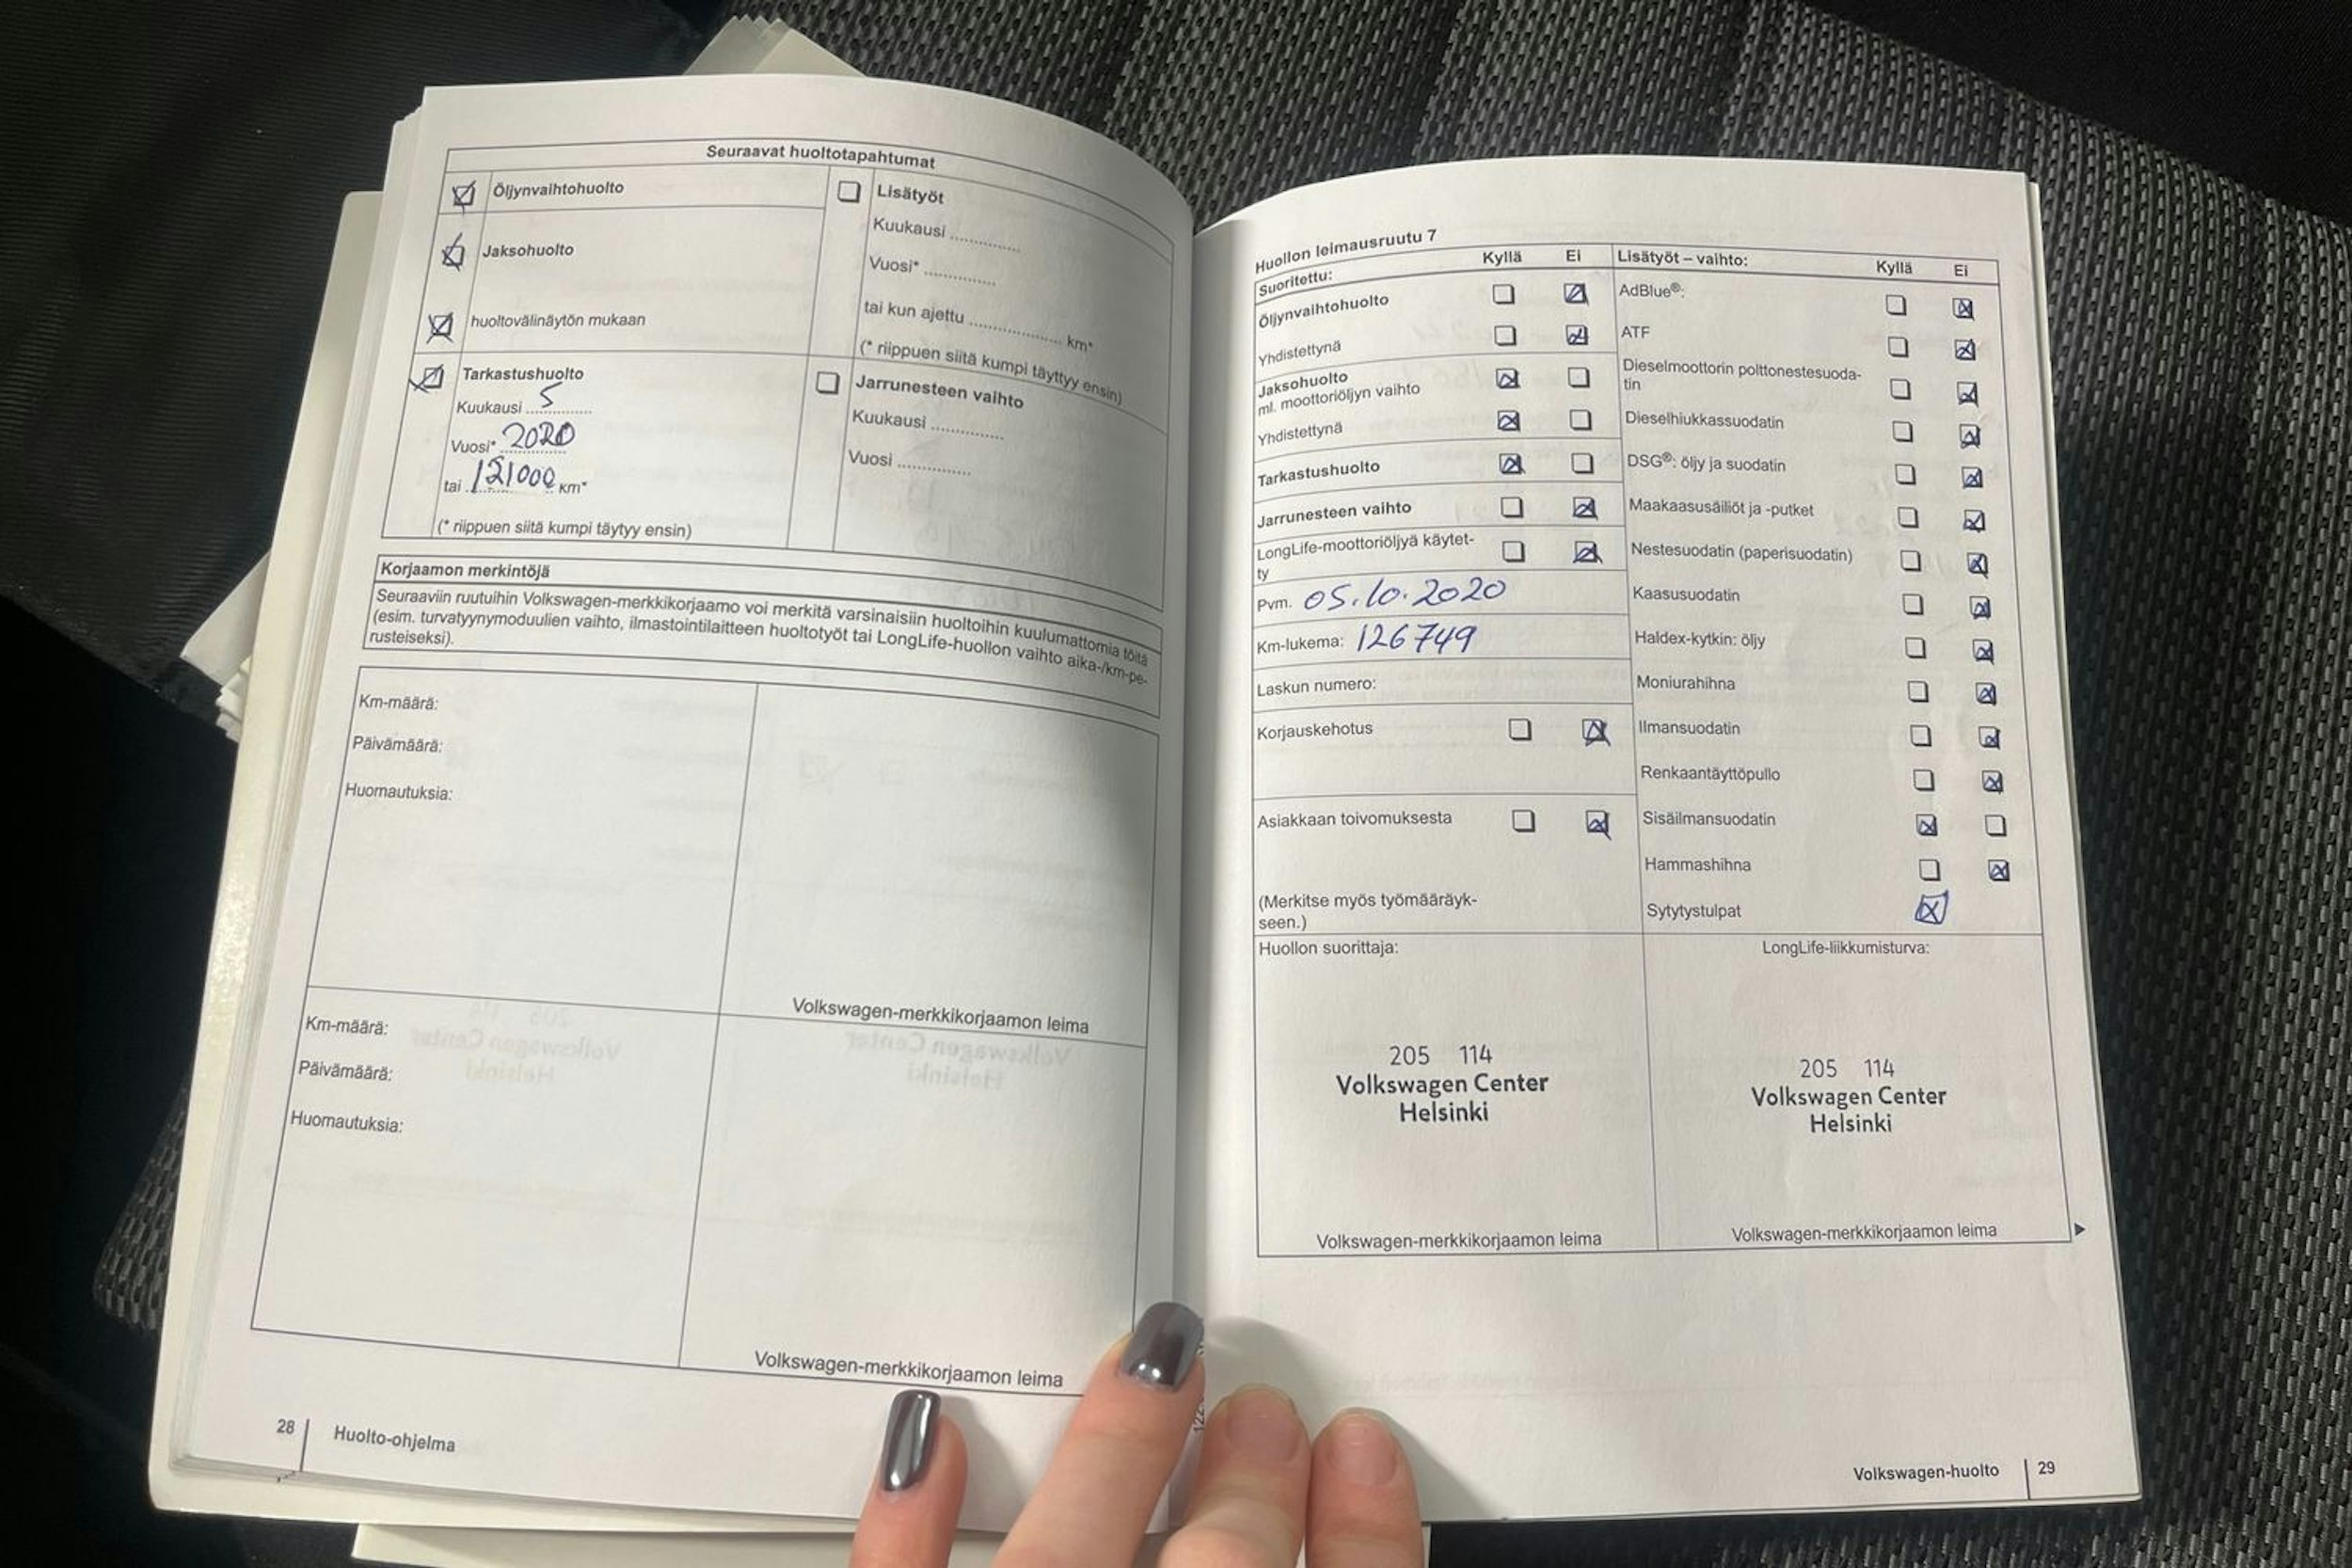 Seuraavat huoltotapahtumat
Öljynvaihtohuolto
Jaksohuolto
huoltovälinäytön mukaan
Tarkastushuolto
Kuukausi 5
Vuosi* 2020
tai 121000 km*
(* riippuen siitä kumpi täytyy ensin)
Lisätyöt
Kuukausi ...............
Vuosi* ...............
tai kun ajettu .................... km*
(* riippuen siitä kumpi täyttyy ensin)
Jarrunesteen vaihto
Kuukausi ...............
Vuosi ...............
Korjaamon merkintöjä
Seuraaviin ruutuihin Volkswagen-merkkikorjaamo voi merkitä varsinaisiin huoltoihin kuulumattomia töitä
(esim. turvatyynymoduulien vaihto, ilmastointilaitteen huoltotyöt tai LongLife-huollon vaihto aika-/km-pe-
rusteiseksi).
Km-määrä:
Päivämäärä:
Huomautuksia:
Volkswagen-merkkikorjaamon leima
Km-määrä:
Päivämäärä:
Huomautuksia:
Volkswagen-merkkikorjaamon leima
28 Huolto-ohjelma
Huollon leimausruutu 7
Suoritettu: Kyllä Ei
Öljynvaihtohuolto
Yhdistettynä
Jaksohuolto
ml. moottoriöljyn vaihto
Yhdistettynä
Tarkastushuolto
Jarrunesteen vaihto
LongLife-moottoriöljyä käytet-
ty
Pvm. 05.10.2020
Km-lukema: 126749
Laskun numero:
Korjauskehotus
Asiakkaan toivomuksesta
(Merkitse myös työmääräyk-
seen.)
Lisätyöt – vaihto: Kyllä Ei
AdBlue®:
ATF
Dieselmoottorin polttonestesuoda-
tin
Dieselhiukkassuodatin
DSG®: öljy ja suodatin
Maakaasusäiliöt ja -putket
Nestesuodatin (paperisuodatin)
Kaasusuodatin
Haldex-kytkin: öljy
Moniurahihna
Ilmansuodatin
Renkaantäyttöpullo
Sisäilmansuodatin
Hammashihna
Sytytystulpat
Huollon suorittaja:
205 114
Volkswagen Center
Helsinki
Volkswagen-merkkikorjaamon leima
LongLife-liikkumisturva:
205 114
Volkswagen Center
Helsinki
Volkswagen-merkkikorjaamon leima
Volkswagen-huolto 29